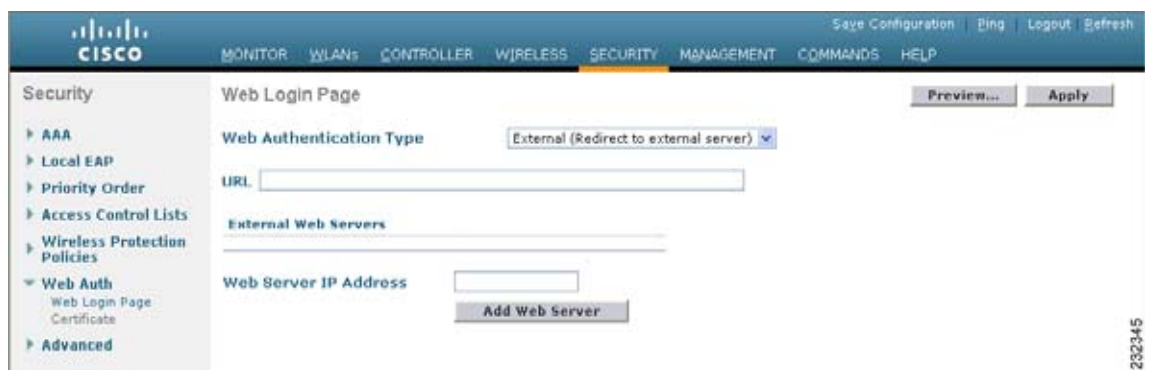 Save Configuration | Ping | Logout | Refresh
CISCO
MONITOR WLANs CONTROLLER WIRELESS SECURITY MANAGEMENT COMMANDS HELP
Security
AAA
Local EAP
Priority Order
Access Control Lists
Wireless Protection
Policies
Web Auth
Web Login Page
Certificate
Advanced
Web Login Page
Preview... Apply
Web Authentication Type External (Redirect to external server)
URL
External Web Servers
Web Server IP Address
Add Web Server
232345